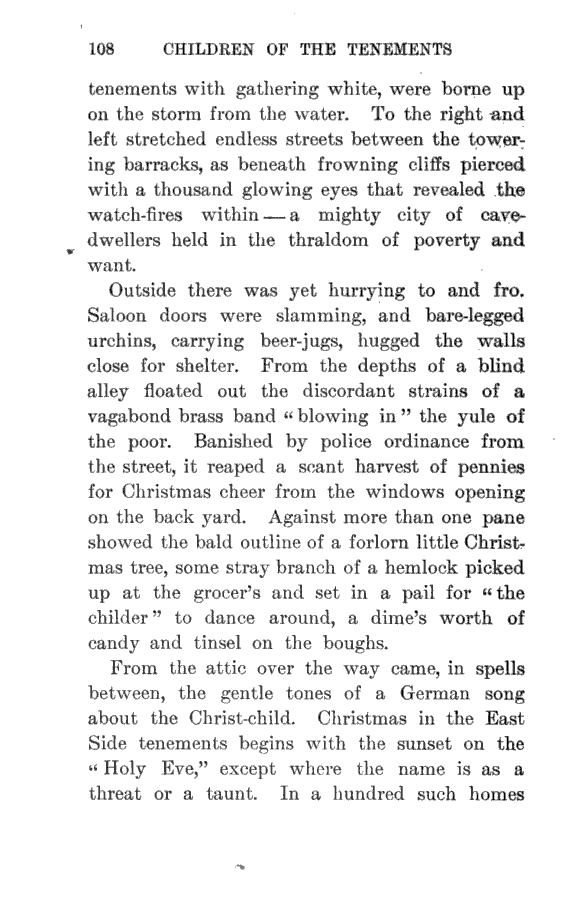 108 CHILDREN OF THE TENEMENTS
tenements with gathering white, were borne up
on the storm from the water. To the right and
left stretched endless streets between the tower-
ing barracks, as beneath frowning cliffs pierced
with a thousand glowing eyes that revealed the
watch-fires within — a mighty city of cave-
dwellers held in the thraldom of poverty and
want.
Outside there was yet hurrying to and fro.
Saloon doors were slamming, and bare-legged
urchins, carrying beer-jugs, hugged the walls
close for shelter. From the depths of a blind
alley floated out the discordant strains of a
vagabond brass band “blowing in” the yule of
the poor. Banished by police ordinance from
the street, it reaped a scant harvest of pennies
for Christmas cheer from the windows opening
on the back yard. Against more than one pane
showed the bald outline of a forlorn little Christ-
mas tree, some stray branch of a hemlock picked
up at the grocer's and set in a pail for “the
childer” to dance around, a dime's worth of
candy and tinsel on the boughs.
From the attic over the way came, in spells
between, the gentle tones of a German song
about the Christ-child. Christmas in the East
Side tenements begins with the sunset on the
“Holy Eve,” except where the name is as a
threat or a taunt. In a hundred such homes